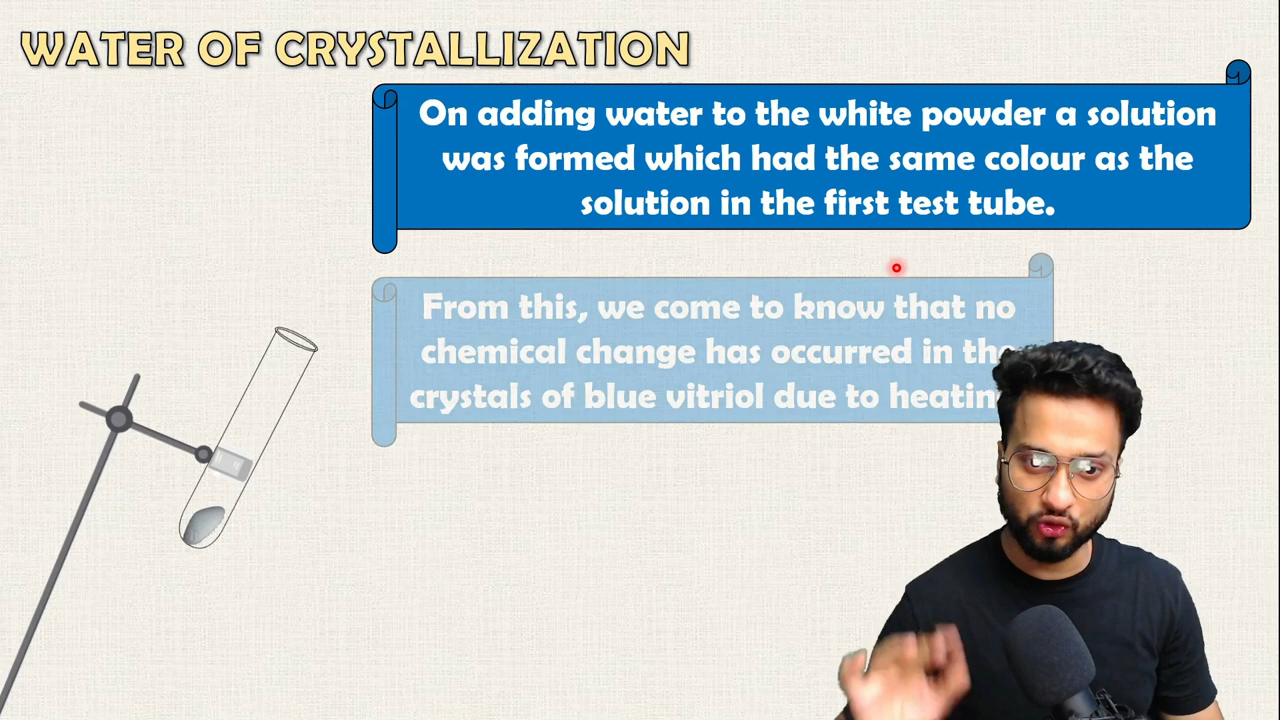 WATER OF CRYSTALLIZATION
On adding water to the white powder a solution
was formed which had the same colour as the
solution in the first test tube.
From this, we come to know that no
chemical change has occurred in the
crystals of blue vitriol due to heating